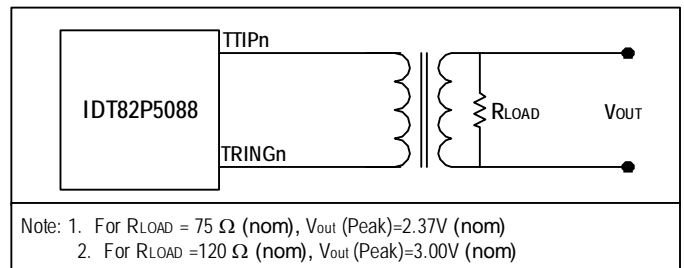 TTIPn
IDT82P5088
RLOAD
VOUT
TRINGn
Note: 1. For RLOAD = 75 Ω (nom), Vout (Peak)=2.37V (nom)
2. For RLOAD =120 Ω (nom), Vout (Peak)=3.00V (nom)